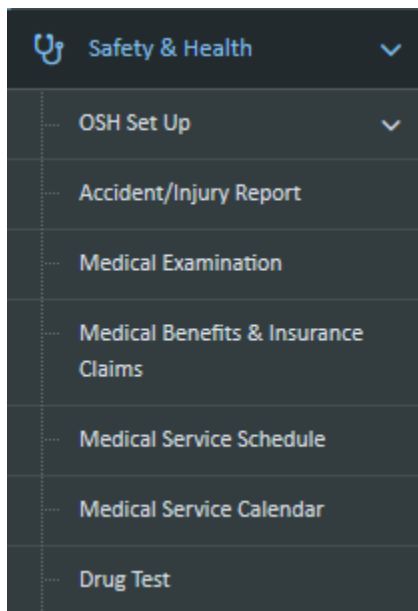 Safety & Health
OSH Set Up
Accident/Injury Report
Medical Examination
Medical Benefits & Insurance
Claims
Medical Service Schedule
Medical Service Calendar
Drug Test